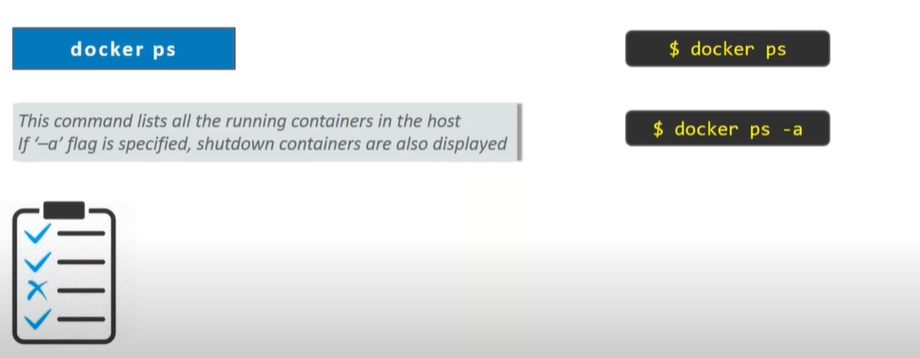 docker ps
$ docker ps
This command lists all the running containers in the host
If ‘–a’ flag is specified, shutdown containers are also displayed
$ docker ps -a